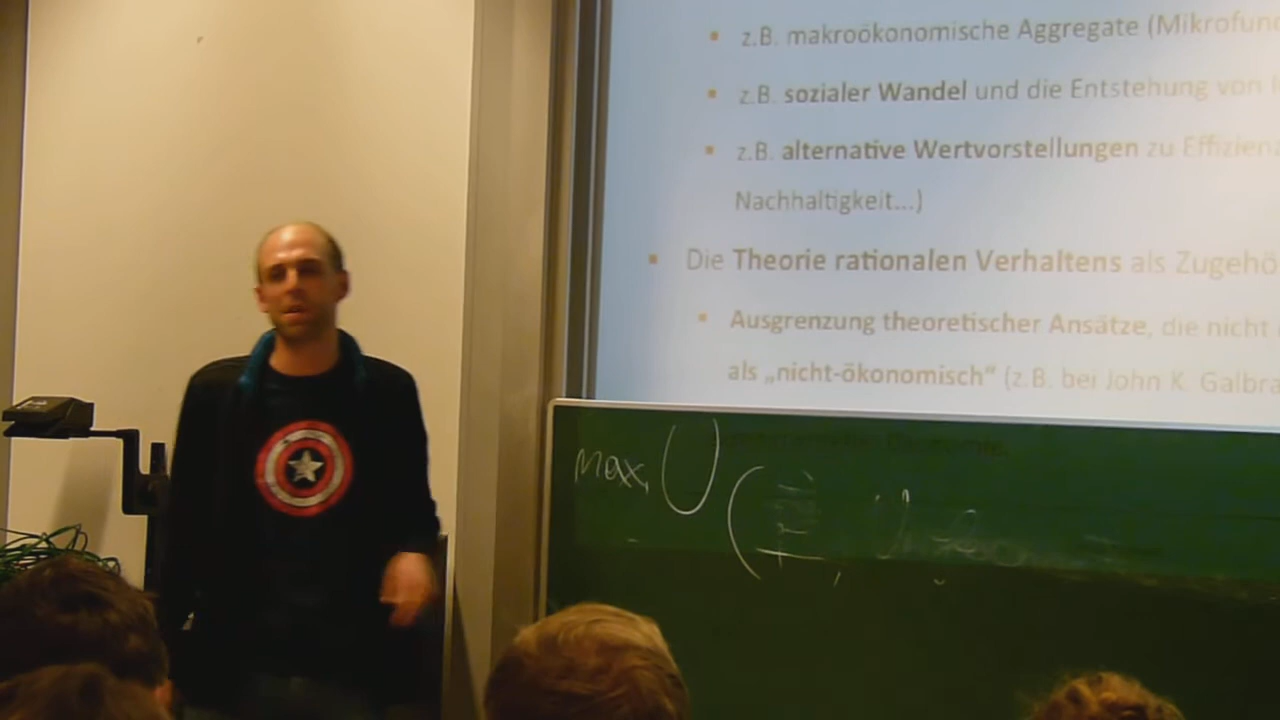 z.B. makroökonomische Aggregate (Mikrofun
z.B. sozialer Wandel und die Entstehung von
z.B. alternative Wertvorstellungen zu Effizien
Nachhaltigkeit...)
Die Theorie rationalen Verhaltens als Zugehö
Ausgrenzung theoretischer Ansätze, die nicht
als „nicht-ökonomisch“ (z.B. bei John K. Galbra
max. U (